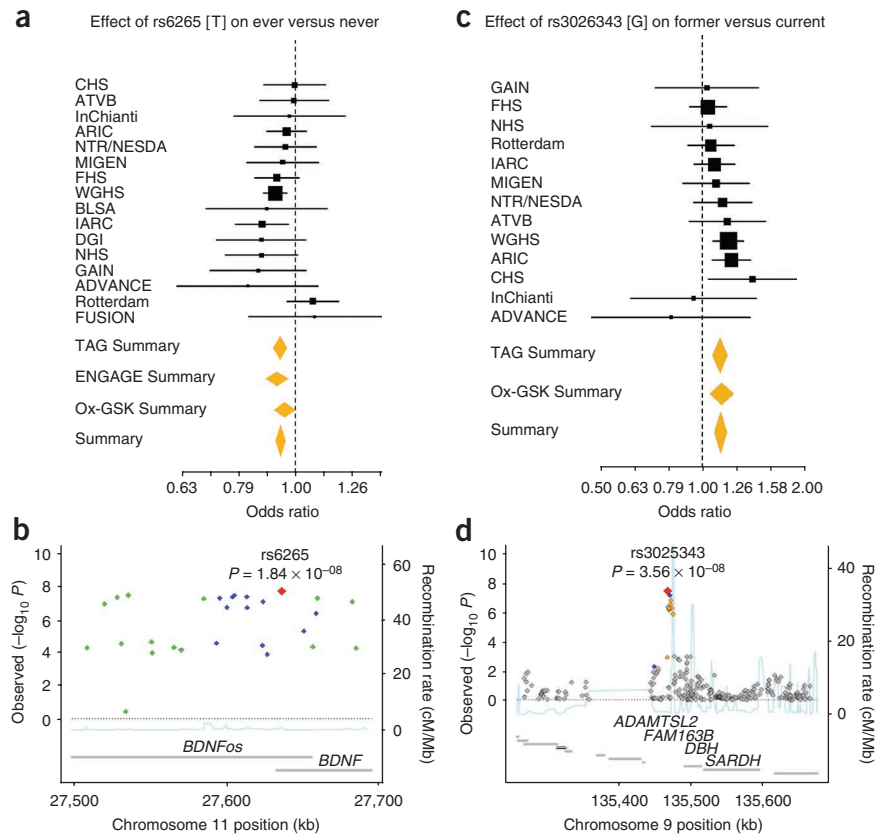 a
Effect of rs6265 [T] on ever versus never
CHS
ATVB
InChianti
ARIC
NTR/NESDA
MIGEN
FHS
WGHS
BLSA
IARC
DGI
NHS
GAIN
ADVANCE
Rotterdam
FUSION
TAG Summary
ENGAGE Summary
Ox-GSK Summary
Summary
0.63 0.79 1.00 1.26
Odds ratio
c
Effect of rs3026343 [G] on former versus current
GAIN
FHS
NHS
Rotterdam
IARC
MIGEN
NTR/NESDA
ATVB
WGHS
ARIC
CHS
InChianti
ADVANCE
TAG Summary
Ox-GSK Summary
Summary
0.50 0.63 0.79 1.00 1.26 1.58 2.00
Odds ratio
b
rs6265
P = 1.84 × 10⁻⁰⁸
Observed (–log₁₀ P)
10
8
6
4
2
0
Recombination rate (cM/Mb)
60
40
20
0
BDNFos
BDNF
27,500 27,600 27,700
Chromosome 11 position (kb)
d
rs3025343
P = 3.56 × 10⁻⁰⁸
Observed (–log₁₀ P)
10
8
6
4
2
0
Recombination rate (cM/Mb)
40
20
0
ADAMTSL2
FAM163B
DBH
SARDH
135,400 135,500 135,600
Chromosome 9 position (kb)